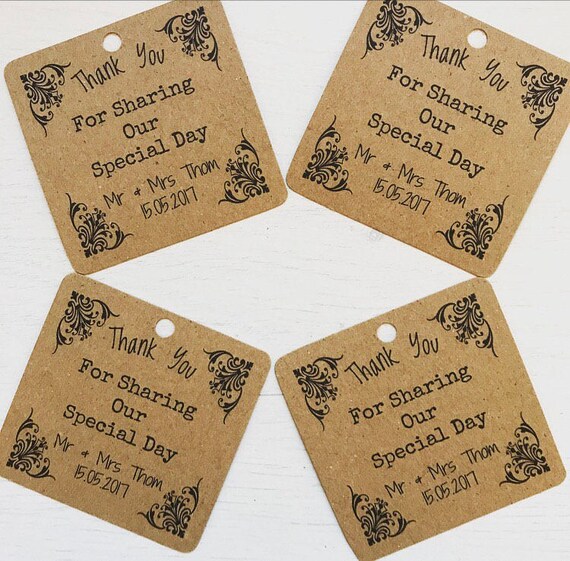 Thank You
For Sharing
Our
Special Day
Mr & Mrs Thom
15.05.2017
Thank You
For Sharing
Our
Special Day
Mr & Mrs Thom
15.05.2017
Thank You
For Sharing
Our
Special Day
Mr & Mrs Thom
15.05.2017
Thank You
For Sharing
Our
Special Day
Mr & Mrs Thom
15.05.2017